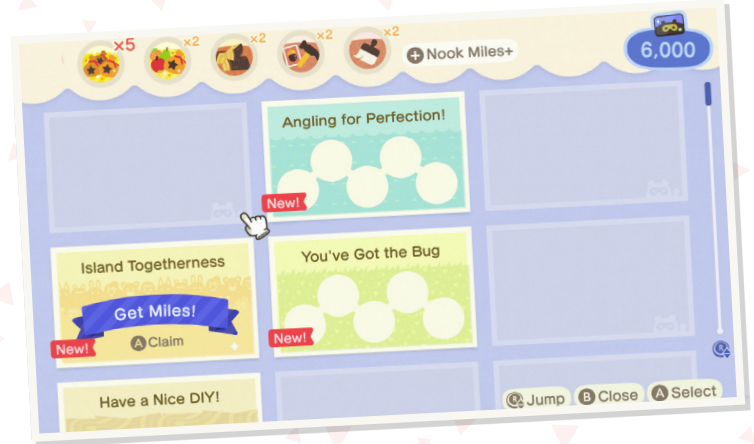 ×5
×2
×2
×2
×2
+ Nook Miles+
6,000
Angling for Perfection!
New!
Island Togetherness
Get Miles!
A Claim
New!
You've Got the Bug
New!
Have a Nice DIY!
R Jump
B Close
A Select